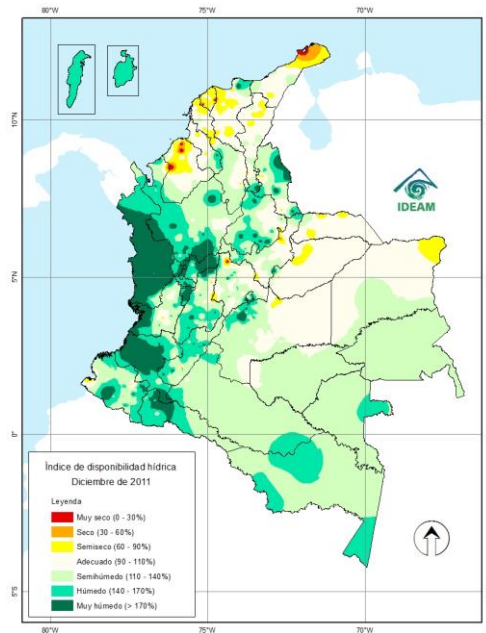 80°W 75°W 70°W
10°N
IDEAM
5°N
0°
Índice de disponibilidad hídrica
Diciembre de 2011
Leyenda
Muy seco (0 - 30%)
Seco (30 - 60%)
Semiseco (60 - 90%)
Adecuado (90 - 110%)
Semihúmedo (110 - 140%)
Húmedo (140 - 170%)
Muy húmedo (> 170%)
5°S
80°W 75°W 70°W